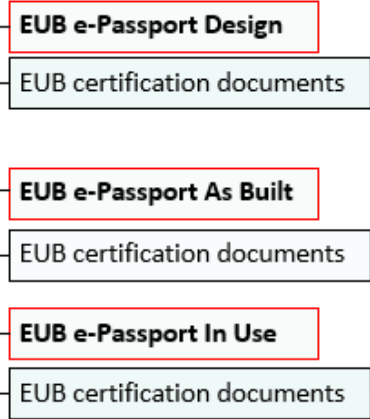 EUB e-Passport Design
EUB certification documents
EUB e-Passport As Built
EUB certification documents
EUB e-Passport In Use
EUB certification documents